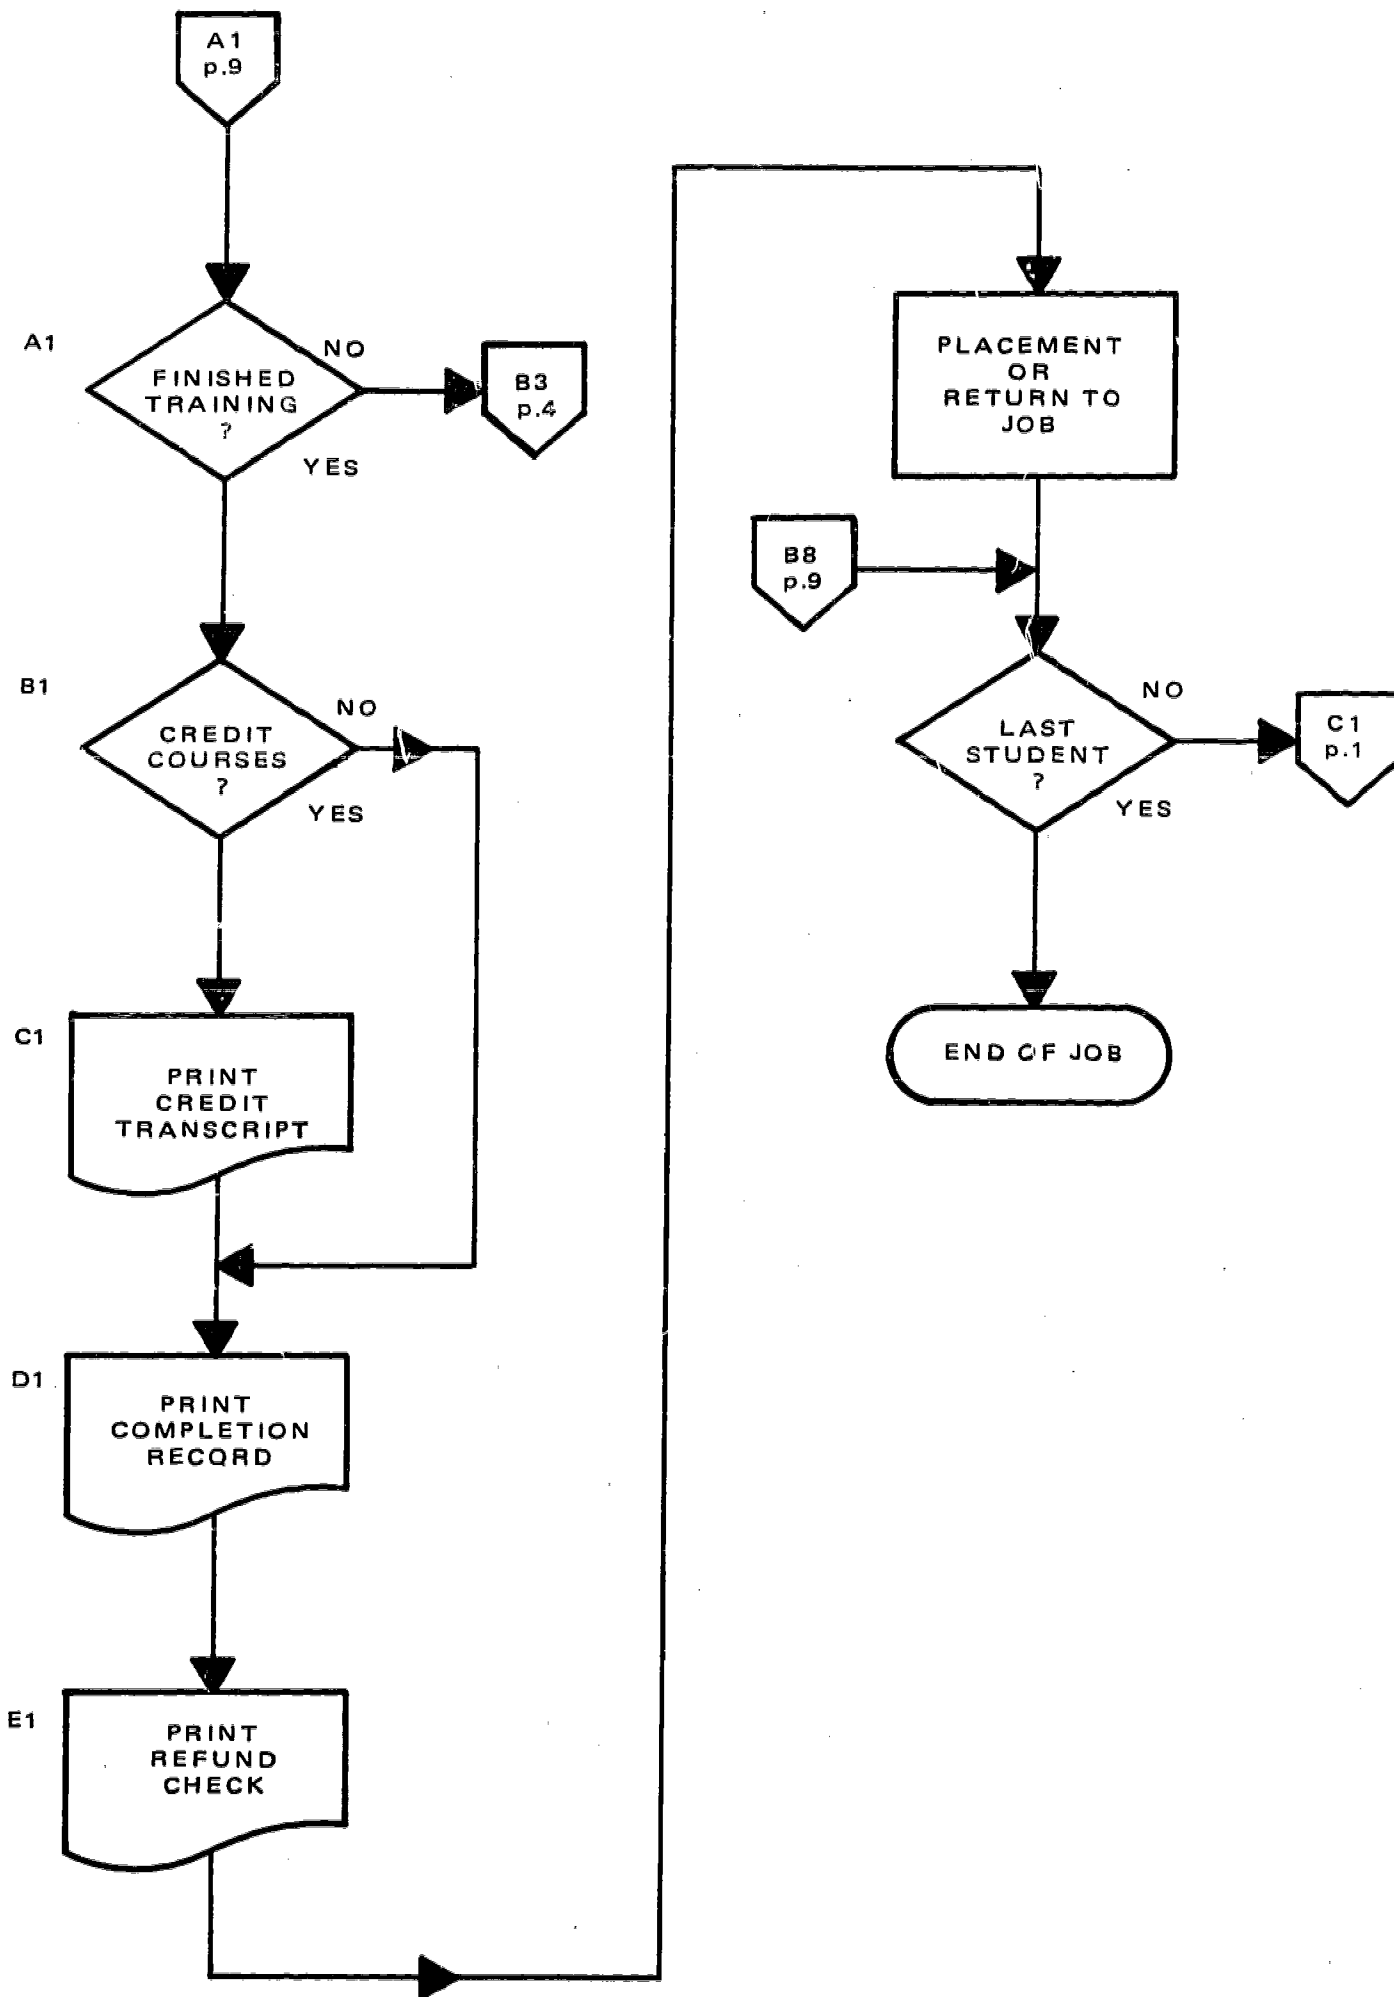 A1
p.9
A1
NO
FINISHED
TRAINING
?
YES
B3
p.4
B1
NO
CREDIT
COURSES
?
YES
C1
PRINT
CREDIT
TRANSCRIPT
D1
PRINT
COMPLETION
RECORD
E1
PRINT
REFUND
CHECK
PLACEMENT
OR
RETURN TO
JOB
B8
p.9
NO
LAST
STUDENT
?
YES
C1
p.1
END OF JOB